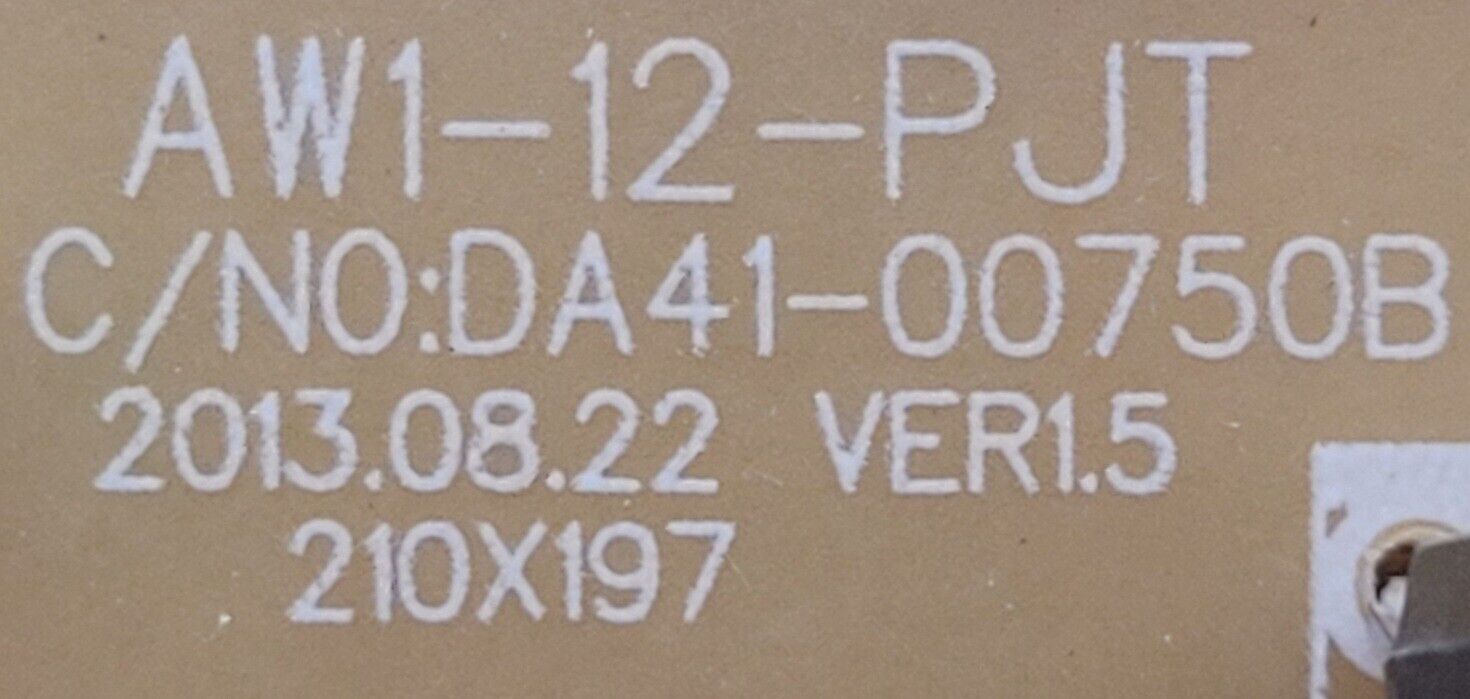 AW1-12-PJT
C/NO:DA41-00750B
2013.08.22 VER1.5
210X197